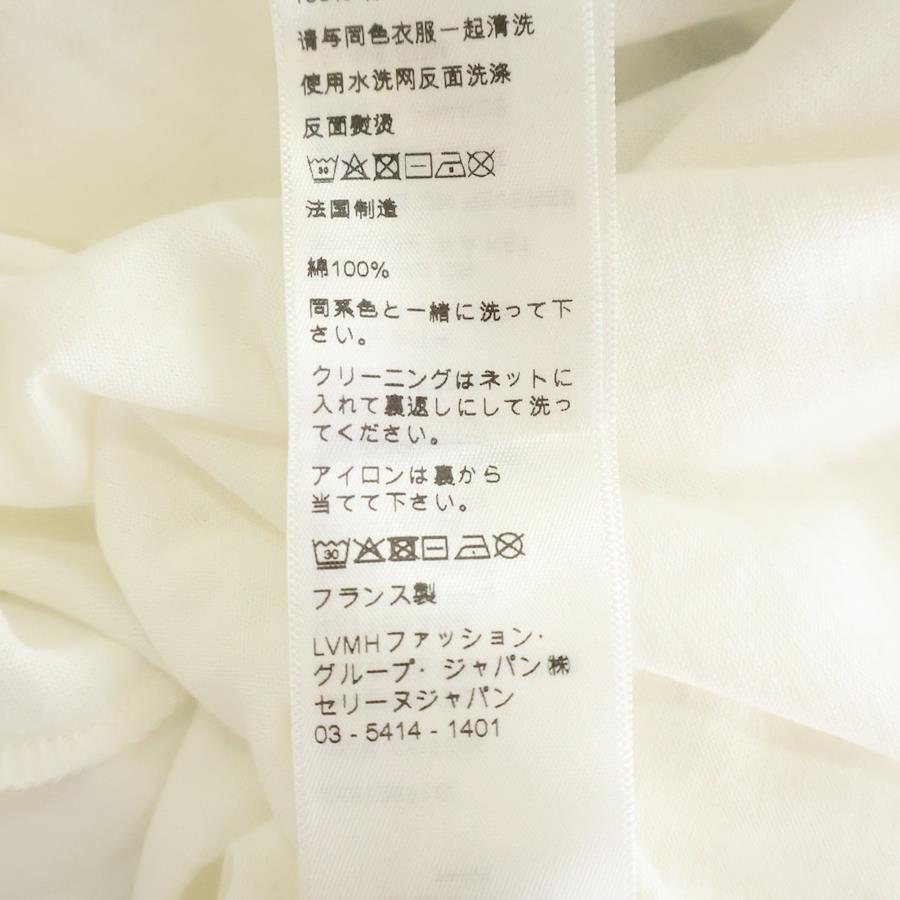 请与同色衣服一起清洗
使用水洗网反面洗涤
反面熨烫
30
法国制造
綿100%
同系色と一緒に洗って下
さい。
クリーニングはネットに
入れて裏返しにして洗っ
てください。
アイロンは裏から
当てて下さい。
30
フランス製
LVMHファッション・
グループ・ジャパン㈱
セリーヌジャパン
03 - 5414 - 1401